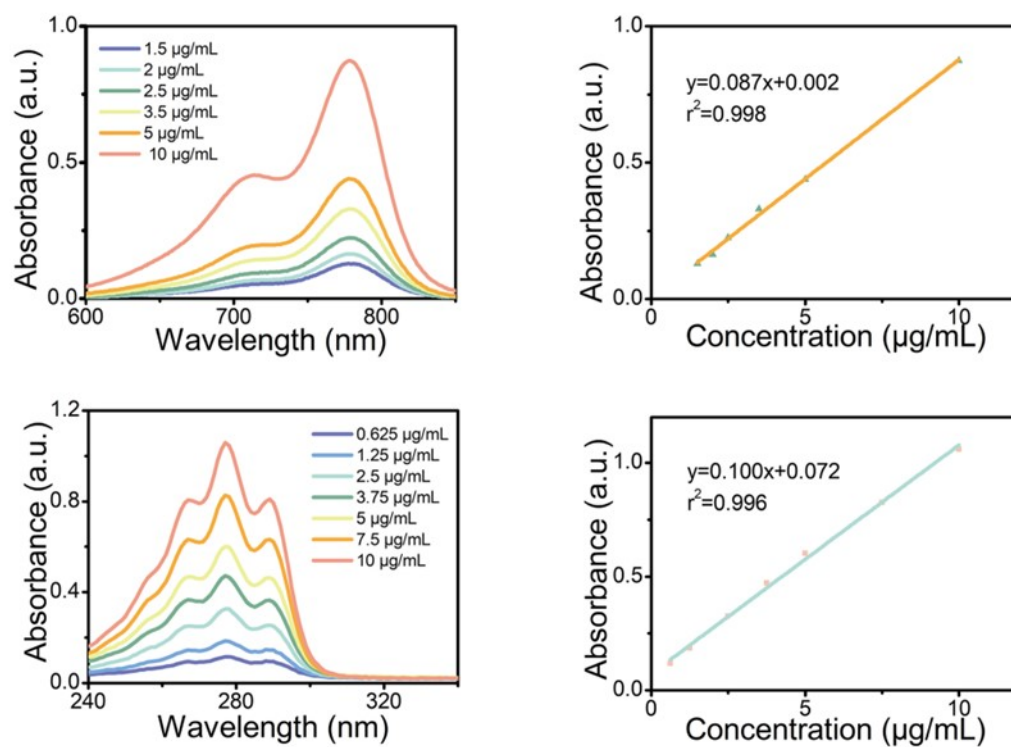 1.0
0.5
0.0
Absorbance (a.u.)
1.5 µg/mL
2 µg/mL
2.5 µg/mL
3.5 µg/mL
5 µg/mL
10 µg/mL
600 700 800
Wavelength (nm)
1.0
0.5
0.0
Absorbance (a.u.)
y=0.087x+0.002
r²=0.998
0 5 10
Concentration (µg/mL)
1.2
0.8
0.4
0.0
Absorbance (a.u.)
0.625 µg/mL
1.25 µg/mL
2.5 µg/mL
3.75 µg/mL
5 µg/mL
7.5 µg/mL
10 µg/mL
240 280 320
Wavelength (nm)
1.0
0.5
0.0
Absorbance (a.u.)
y=0.100x+0.072
r²=0.996
0 5 10
Concentration (µg/mL)